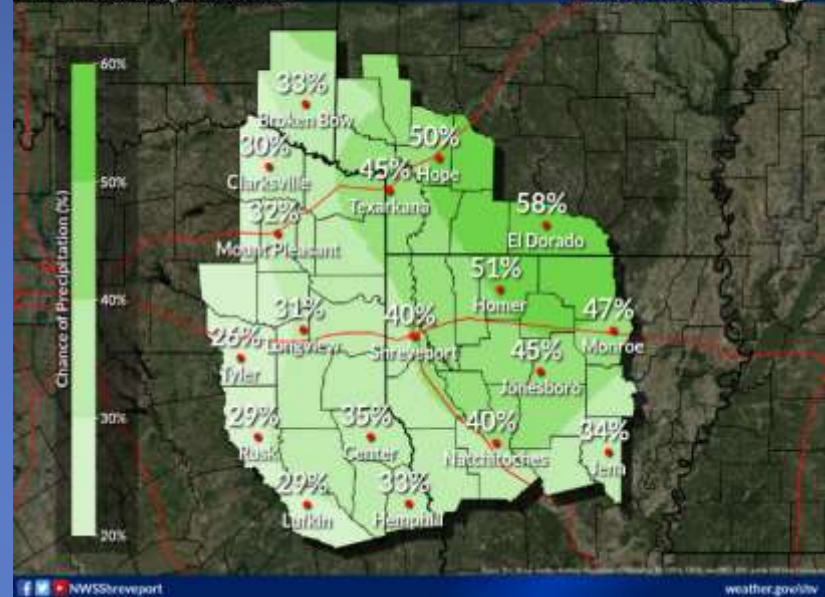 60%
50%
40%
30%
20%
Chance of Precipitation (%)
33%
Broken Bow
30%
Clarksville
50%
Hope
45%
Texarkana
32%
Mount Pleasant
58%
El Dorado
51%
Homer
47%
Monroe
31%
Longview
40%
Shreveport
26%
Tyler
45%
Jonesboro
29%
Rusk
35%
Center
40%
Natchitoches
34%
Jena
29%
Lufkin
33%
Hemphill
NWSShreveport
weather.gov/shv